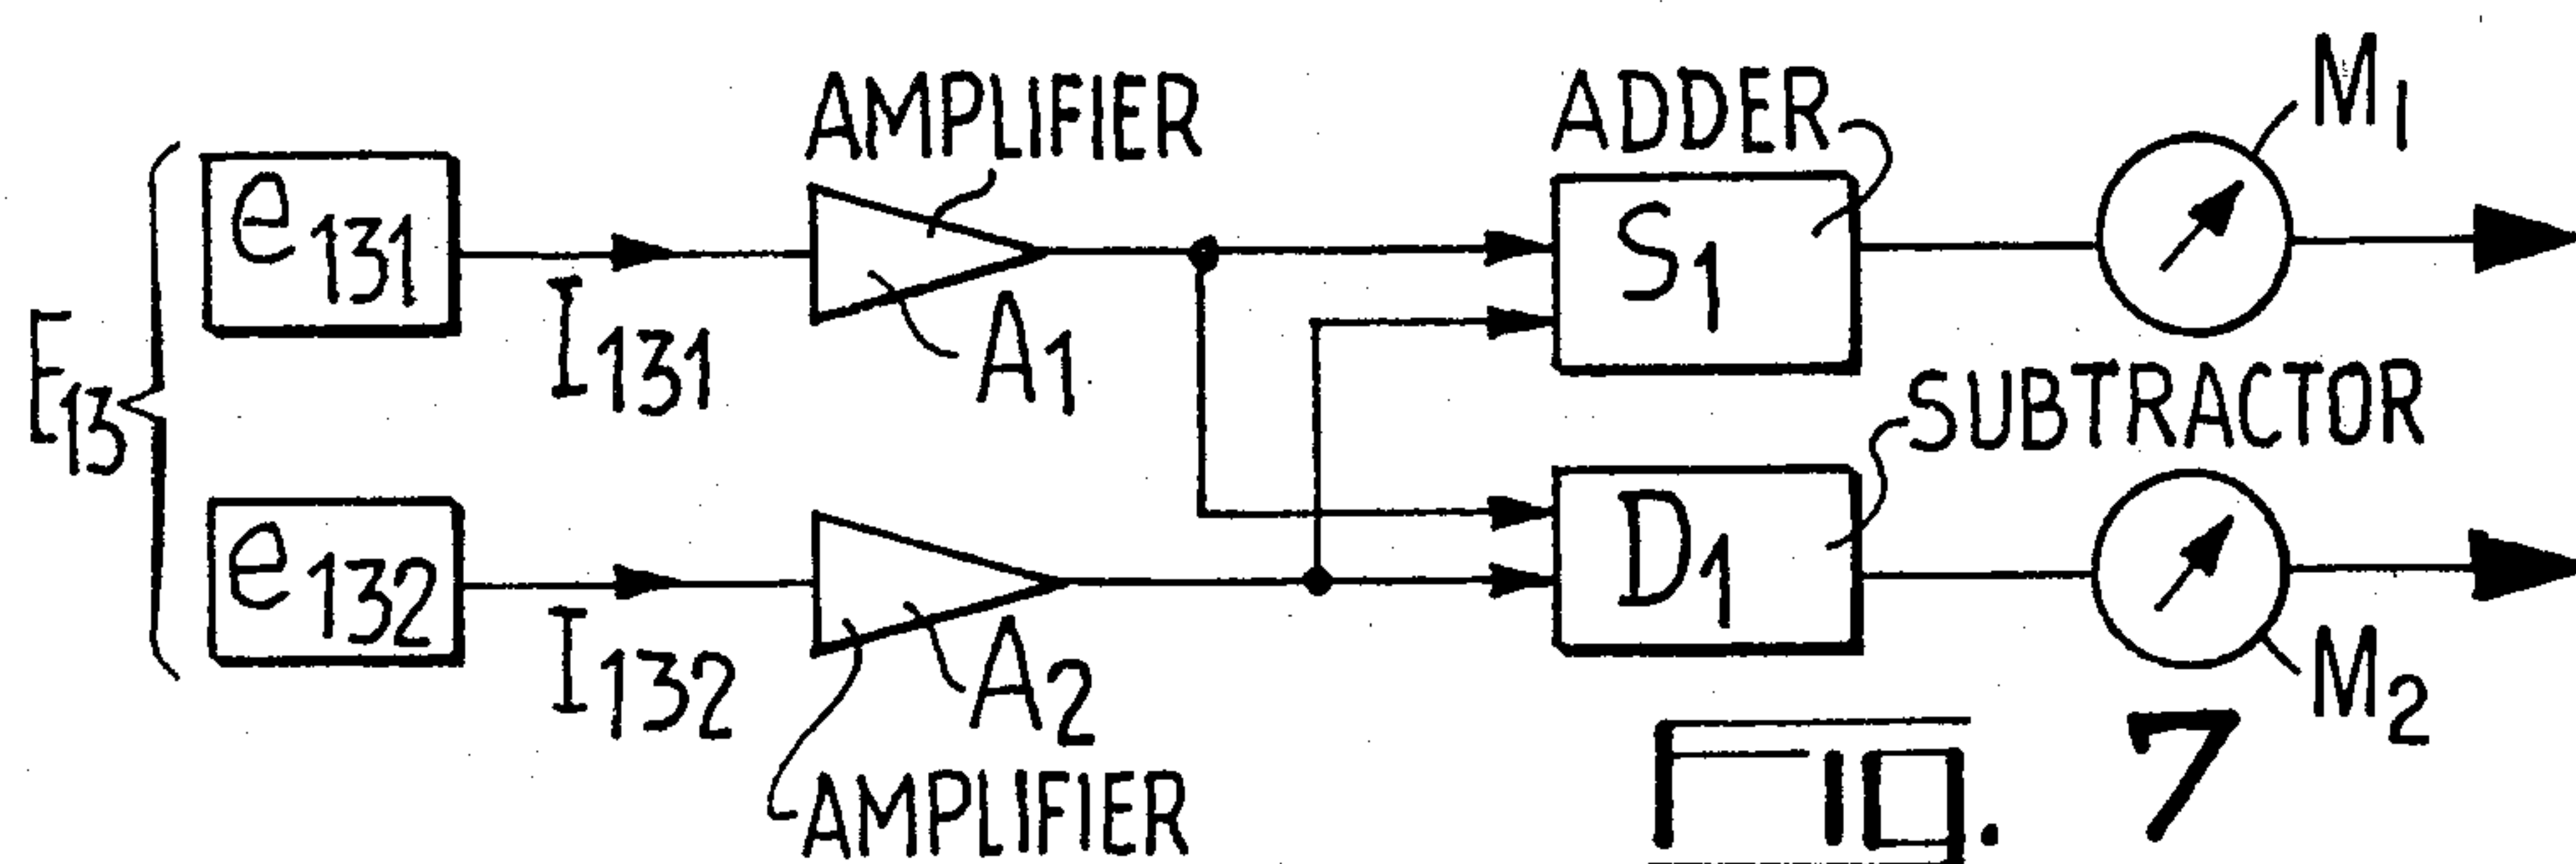 AMPLIFIER
ADDER
M1
e131
S1
E13
I131
A1
SUBTRACTOR
e132
D1
I132
A2
M2
AMPLIFIER
Fig. 7